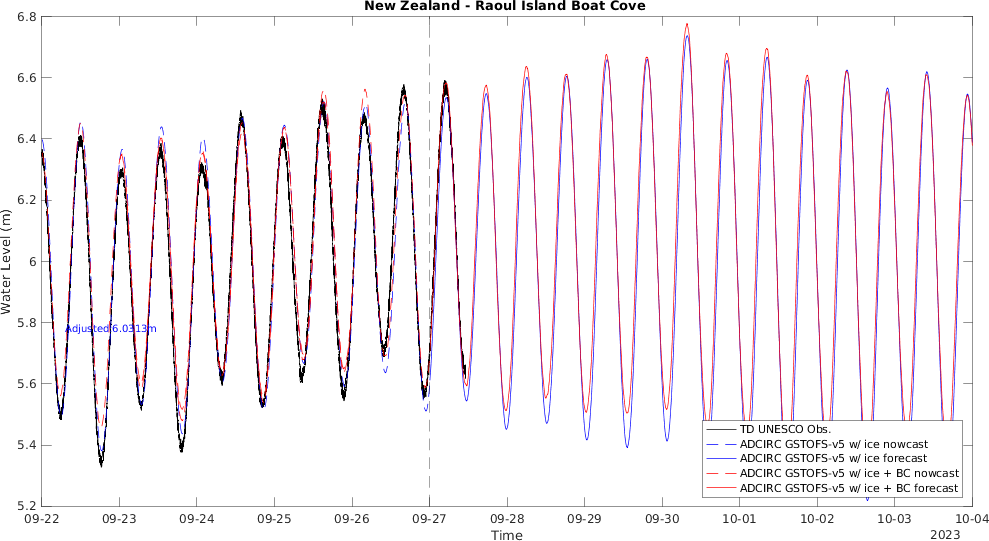 New Zealand - Raoul Island Boat Cove
Water Level (m)
6.8
6.6
6.4
6.2
6
5.8
5.6
5.4
5.2
Adjusted 6.0313m
TD UNESCO Obs.
ADCIRC GSTOFS-v5 w/ ice nowcast
ADCIRC GSTOFS-v5 w/ ice forecast
ADCIRC GSTOFS-v5 w/ ice + BC nowcast
ADCIRC GSTOFS-v5 w/ ice + BC forecast
09-22 09-23 09-24 09-25 09-26 09-27 09-28 09-29 09-30 10-01 10-02 10-03 10-04
Time
2023